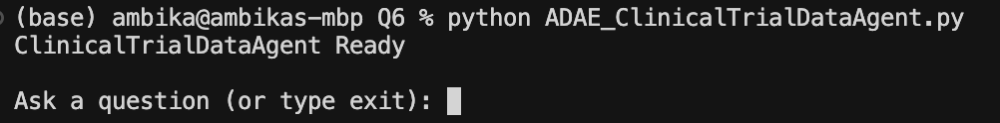 (base) ambika@ambikas-mbp Q6 % python ADAE_ClinicalTrialDataAgent.py
ClinicalTrialDataAgent Ready
Ask a question (or type exit):